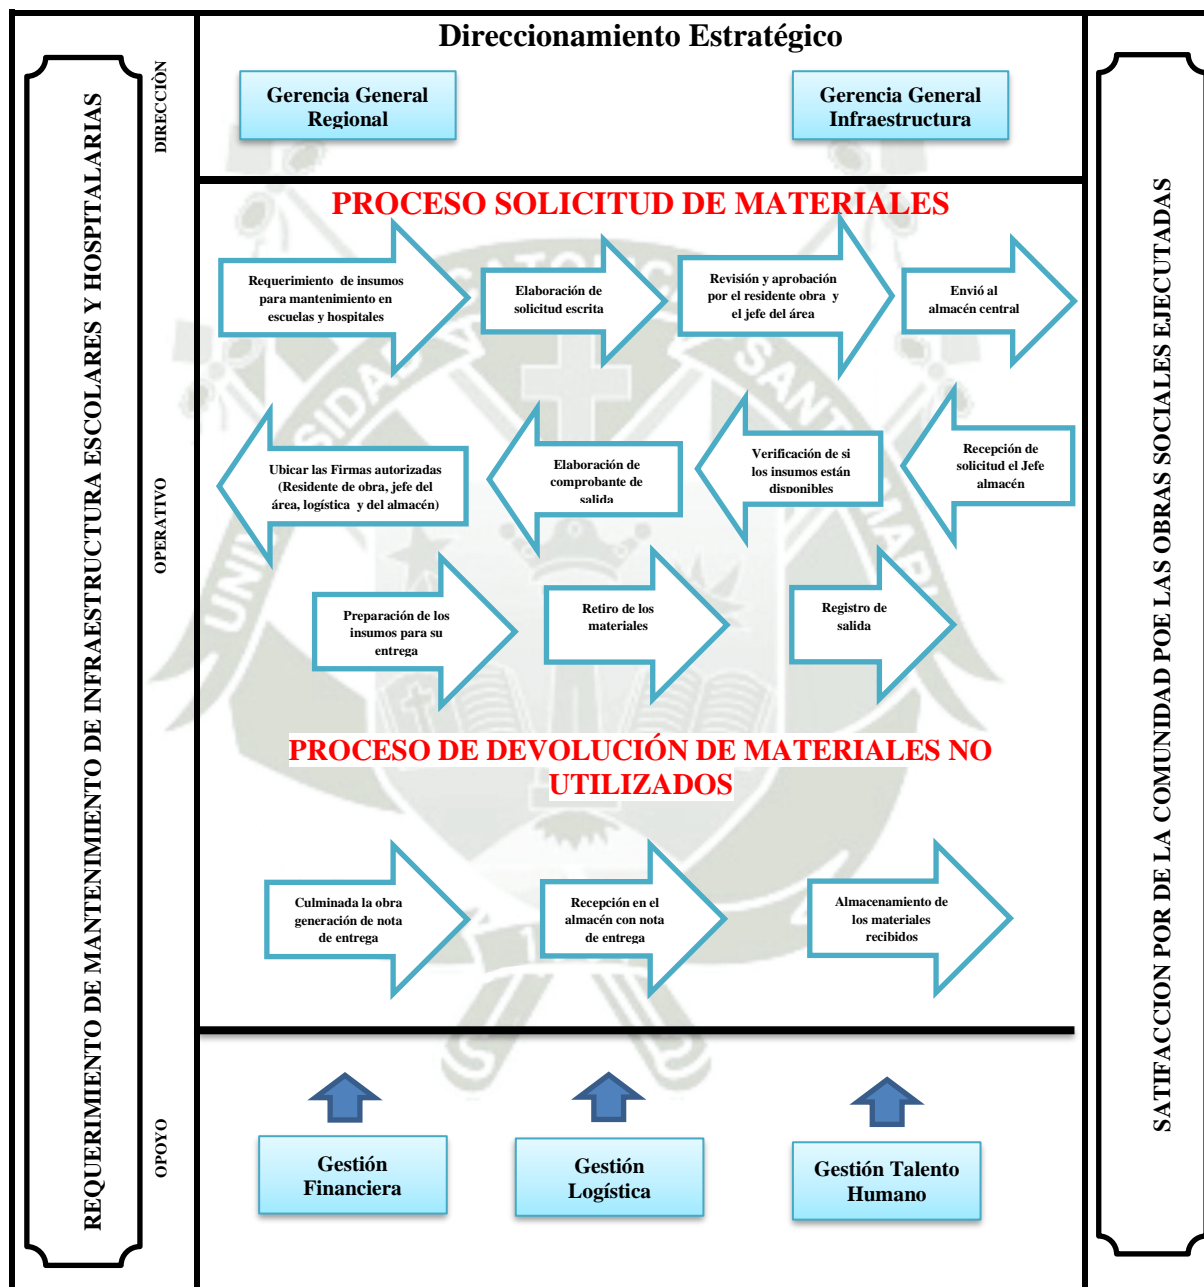 Direccionamiento Estratégico
DIRECCIÒN
Gerencia General
Regional
Gerencia General
Infraestructura
REQUERIMIENTO DE MANTENIMIENTO DE INFRAESTRUCTURA ESCOLARES Y HOSPITALARIAS
SATIFACCION POR DE LA COMUNIDAD POE LAS OBRAS SOCIALES EJECUTADAS
OPERATIVO
PROCESO SOLICITUD DE MATERIALES
Requerimiento de insumos
para mantenimiento en
escuelas y hospitales
Elaboración de
solicitud escrita
Revisión y aprobación
por el residente obra y
el jefe del área
Envió al
almacén central
Recepción de
solicitud el Jefe
almacén
Verificación de si
los insumos están
disponibles
Elaboración de
comprobante de
salida
Ubicar las Firmas autorizadas
(Residente de obra, jefe del
área, logística y del almacén)
Preparación de los
insumos para su
entrega
Retiro de los
materiales
Registro de
salida
PROCESO DE DEVOLUCIÓN DE MATERIALES NO
UTILIZADOS
Culminada la obra
generación de nota
de entrega
Recepción en el
almacén con nota
de entrega
Almacenamiento de
los materiales
recibidos
OPOYO
Gestión
Financiera
Gestión
Logística
Gestión Talento
Humano